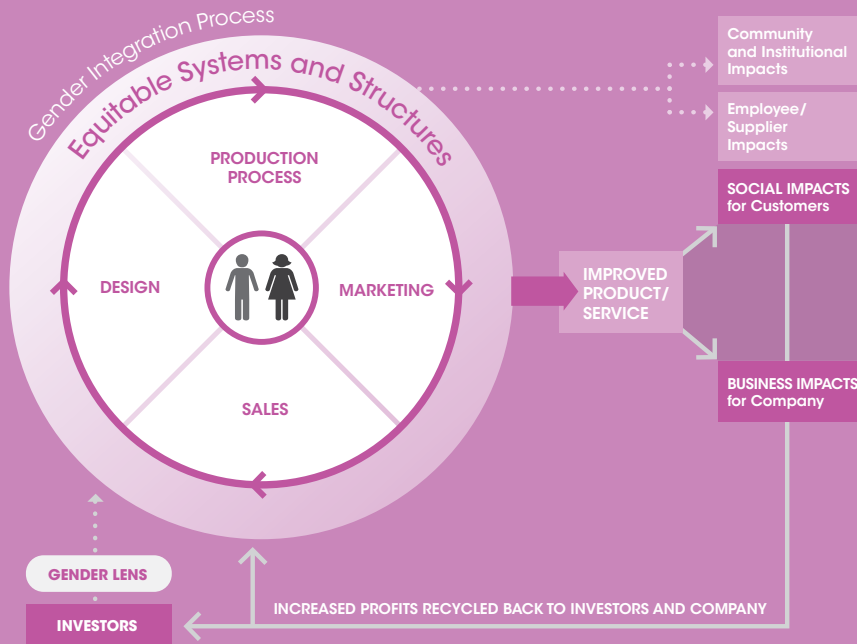 Gender Integration Process
Equitable Systems and Structures
PRODUCTION
PROCESS
DESIGN
MARKETING
SALES
IMPROVED
PRODUCT/
SERVICE
Community
and Institutional
Impacts
Employee/
Supplier
Impacts
SOCIAL IMPACTS
for Customers
BUSINESS IMPACTS
for Company
GENDER LENS
INVESTORS
INCREASED PROFITS RECYCLED BACK TO INVESTORS AND COMPANY